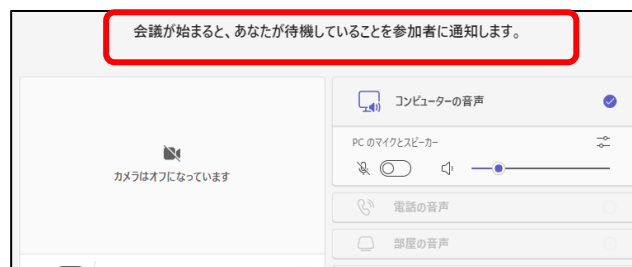 会議が始まると、あなたが待機していることを参加者に通知します。
コンピューターの音声
PC のマイクとスピーカー
カメラはオフになっています
電話の音声
部屋の音声